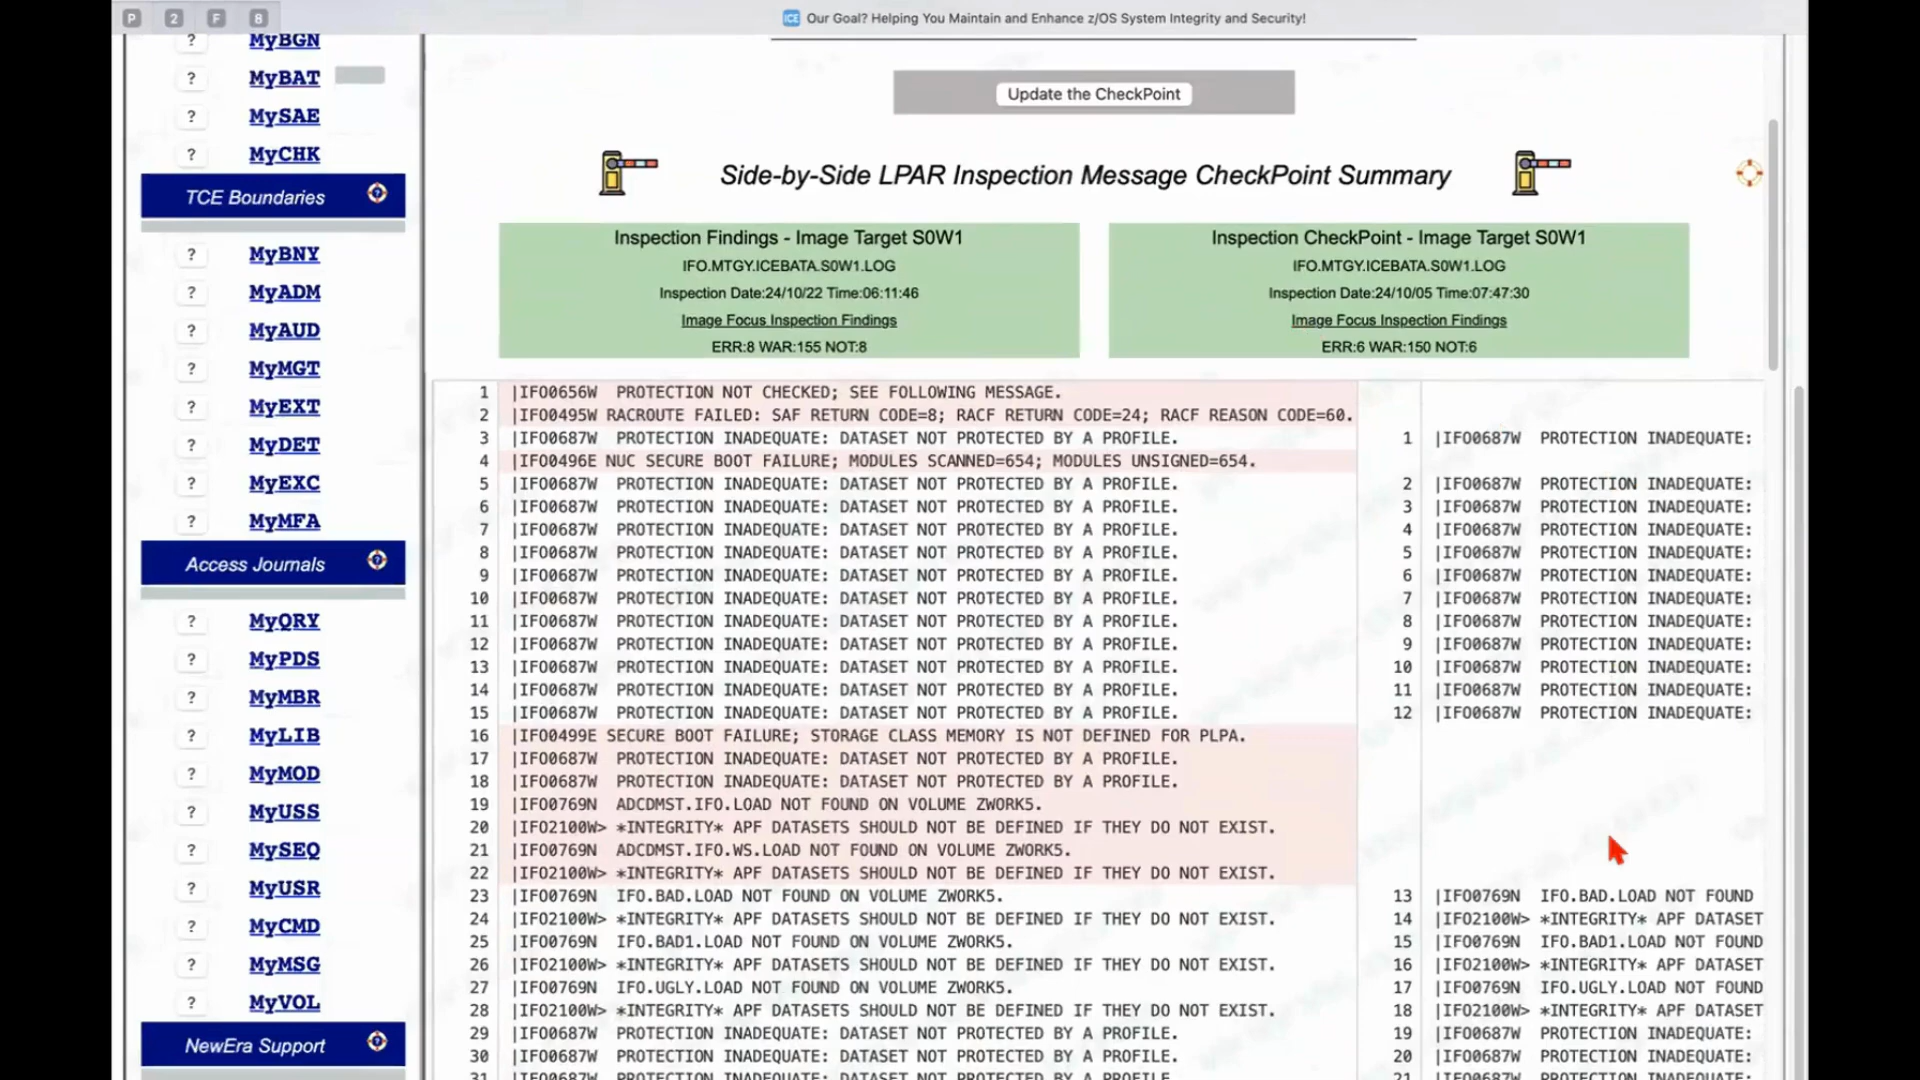 P 2 F 8
ICE Our Goal? Helping You Maintain and Enhance z/OS System Integrity and Security!
? MyBGN
? MyBAT
? MySAE
? MyCHK
TCE Boundaries
? MyBNY
? MyADM
? MyAUD
? MyMGT
? MyEXT
? MyDET
? MyEXC
? MyMFA
Access Journals
? MyQRY
? MyPDS
? MyMBR
? MyLIB
? MyMOD
? MyUSS
? MySEQ
? MyUSR
? MyCMD
? MyMSG
? MyVOL
NewEra Support
Update the CheckPoint
Side-by-Side LPAR Inspection Message CheckPoint Summary
Inspection Findings - Image Target S0W1
IFO.MTGY.ICEBATA.S0W1.LOG
Inspection Date:24/10/22 Time:06:11:46
Image Focus Inspection Findings
ERR:8 WAR:155 NOT:8
Inspection CheckPoint - Image Target S0W1
IFO.MTGY.ICEBATA.S0W1.LOG
Inspection Date:24/10/05 Time:07:47:30
Image Focus Inspection Findings
ERR:6 WAR:150 NOT:6
1 |IFO0656W PROTECTION NOT CHECKED; SEE FOLLOWING MESSAGE.
2 |IFO0495W RACROUTE FAILED: SAF RETURN CODE=8; RACF RETURN CODE=24; RACF REASON CODE=60.
3 |IFO0687W PROTECTION INADEQUATE: DATASET NOT PROTECTED BY A PROFILE. 1 |IFO0687W PROTECTION INADEQUATE:
4 |IFO0496E NUC SECURE BOOT FAILURE; MODULES SCANNED=654; MODULES UNSIGNED=654.
5 |IFO0687W PROTECTION INADEQUATE: DATASET NOT PROTECTED BY A PROFILE. 2 |IFO0687W PROTECTION INADEQUATE:
6 |IFO0687W PROTECTION INADEQUATE: DATASET NOT PROTECTED BY A PROFILE. 3 |IFO0687W PROTECTION INADEQUATE:
7 |IFO0687W PROTECTION INADEQUATE: DATASET NOT PROTECTED BY A PROFILE. 4 |IFO0687W PROTECTION INADEQUATE:
8 |IFO0687W PROTECTION INADEQUATE: DATASET NOT PROTECTED BY A PROFILE. 5 |IFO0687W PROTECTION INADEQUATE:
9 |IFO0687W PROTECTION INADEQUATE: DATASET NOT PROTECTED BY A PROFILE. 6 |IFO0687W PROTECTION INADEQUATE:
10 |IFO0687W PROTECTION INADEQUATE: DATASET NOT PROTECTED BY A PROFILE. 7 |IFO0687W PROTECTION INADEQUATE:
11 |IFO0687W PROTECTION INADEQUATE: DATASET NOT PROTECTED BY A PROFILE. 8 |IFO0687W PROTECTION INADEQUATE:
12 |IFO0687W PROTECTION INADEQUATE: DATASET NOT PROTECTED BY A PROFILE. 9 |IFO0687W PROTECTION INADEQUATE:
13 |IFO0687W PROTECTION INADEQUATE: DATASET NOT PROTECTED BY A PROFILE. 10 |IFO0687W PROTECTION INADEQUATE:
14 |IFO0687W PROTECTION INADEQUATE: DATASET NOT PROTECTED BY A PROFILE. 11 |IFO0687W PROTECTION INADEQUATE:
15 |IFO0687W PROTECTION INADEQUATE: DATASET NOT PROTECTED BY A PROFILE. 12 |IFO0687W PROTECTION INADEQUATE:
16 |IFO0499E SECURE BOOT FAILURE; STORAGE CLASS MEMORY IS NOT DEFINED FOR PLPA.
17 |IFO0687W PROTECTION INADEQUATE: DATASET NOT PROTECTED BY A PROFILE.
18 |IFO0687W PROTECTION INADEQUATE: DATASET NOT PROTECTED BY A PROFILE.
19 |IFO0769N ADCDMST.IFO.LOAD NOT FOUND ON VOLUME ZWORK5.
20 |IFO2100W> *INTEGRITY* APF DATASETS SHOULD NOT BE DEFINED IF THEY DO NOT EXIST.
21 |IFO0769N ADCDMST.IFO.WS.LOAD NOT FOUND ON VOLUME ZWORK5.
22 |IFO2100W> *INTEGRITY* APF DATASETS SHOULD NOT BE DEFINED IF THEY DO NOT EXIST.
23 |IFO0769N IFO.BAD.LOAD NOT FOUND ON VOLUME ZWORK5. 13 |IFO0769N IFO.BAD.LOAD NOT FOUND
24 |IFO2100W> *INTEGRITY* APF DATASETS SHOULD NOT BE DEFINED IF THEY DO NOT EXIST. 14 |IFO2100W> *INTEGRITY* APF DATASET
25 |IFO0769N IFO.BAD1.LOAD NOT FOUND ON VOLUME ZWORK5. 15 |IFO0769N IFO.BAD1.LOAD NOT FOUND
26 |IFO2100W> *INTEGRITY* APF DATASETS SHOULD NOT BE DEFINED IF THEY DO NOT EXIST. 16 |IFO2100W> *INTEGRITY* APF DATASET
27 |IFO0769N IFO.UGLY.LOAD NOT FOUND ON VOLUME ZWORK5. 17 |IFO0769N IFO.UGLY.LOAD NOT FOUND
28 |IFO2100W> *INTEGRITY* APF DATASETS SHOULD NOT BE DEFINED IF THEY DO NOT EXIST. 18 |IFO2100W> *INTEGRITY* APF DATASET
29 |IFO0687W PROTECTION INADEQUATE: DATASET NOT PROTECTED BY A PROFILE. 19 |IFO0687W PROTECTION INADEQUATE:
30 |IFO0687W PROTECTION INADEQUATE: DATASET NOT PROTECTED BY A PROFILE. 20 |IFO0687W PROTECTION INADEQUATE:
31 |IFO0687W PROTECTION INADEQUATE: DATASET NOT PROTECTED BY A PROFILE. 21 |IFO0687W PROTECTION INADEQUATE: